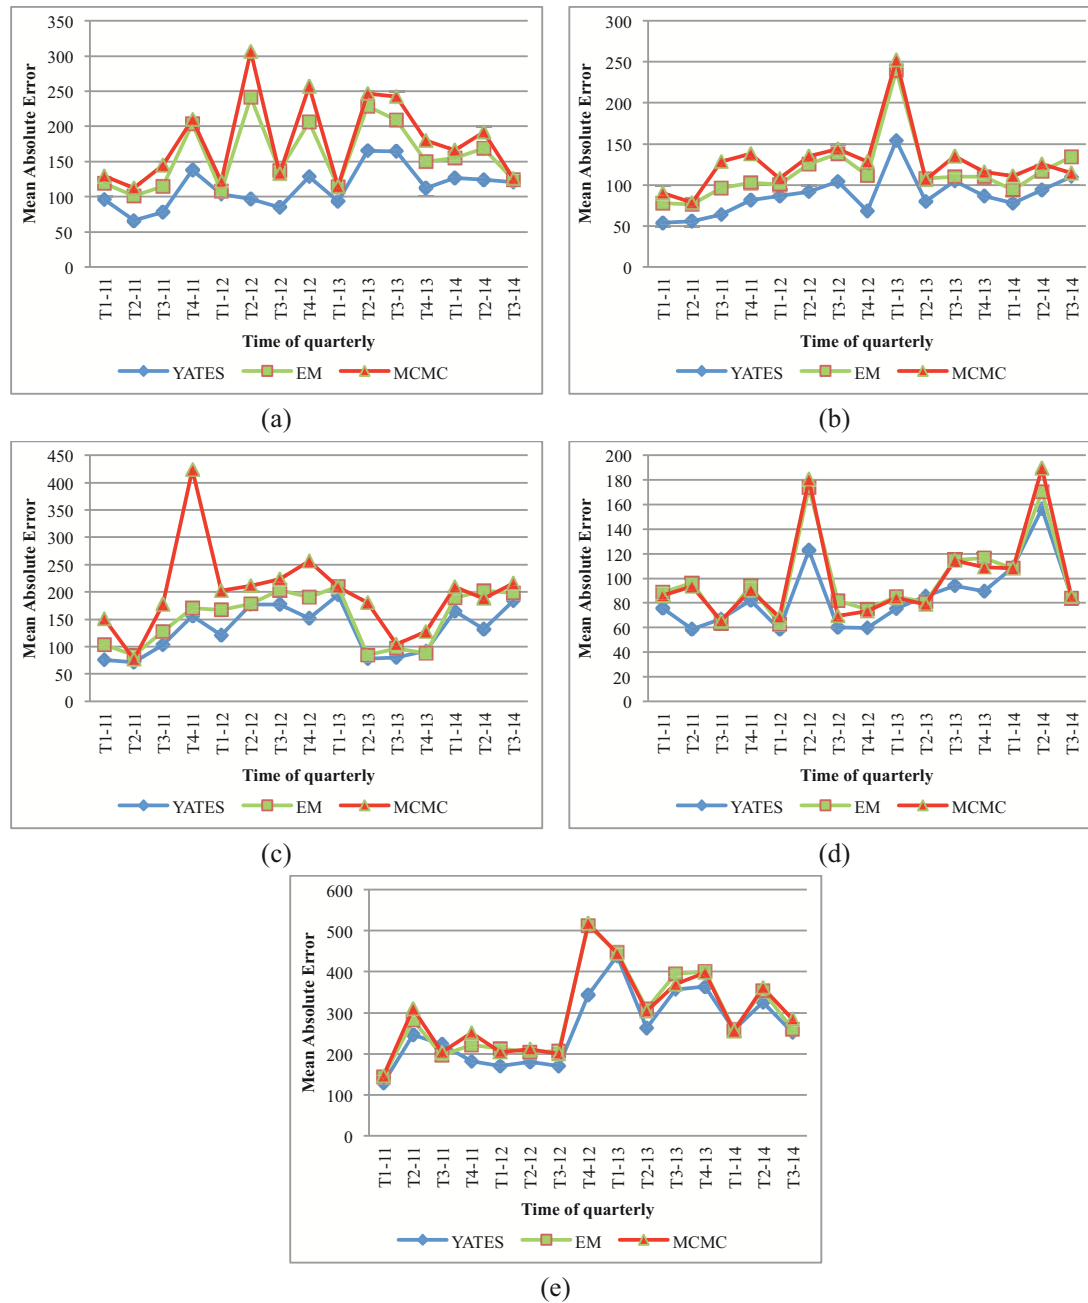 350
300
250
200
150
100
50
0
Mean Absolute Error
T1-11
T2-11
T3-11
T4-11
T1-12
T2-12
T3-12
T4-12
T1-13
T2-13
T3-13
T4-13
T1-14
T2-14
T3-14
Time of quarterly
YATES EM MCMC
(a)
300
250
200
150
100
50
0
Mean Absolute Error
T1-11
T2-11
T3-11
T4-11
T1-12
T2-12
T3-12
T4-12
T1-13
T2-13
T3-13
T4-13
T1-14
T2-14
T3-14
Time of quarterly
YATES EM MCMC
(b)
450
400
350
300
250
200
150
100
50
0
Mean Absolute Error
T1-11
T2-11
T3-11
T4-11
T1-12
T2-12
T3-12
T4-12
T1-13
T2-13
T3-13
T4-13
T1-14
T2-14
T3-14
Time of quarterly
YATES EM MCMC
(c)
200
180
160
140
120
100
80
60
40
20
0
Mean Absolute Error
T1-11
T2-11
T3-11
T4-11
T1-12
T2-12
T3-12
T4-12
T1-13
T2-13
T3-13
T4-13
T1-14
T2-14
T3-14
Time of quarterly
YATES EM MCMC
(d)
600
500
400
300
200
100
0
Mean Absolute Error
T1-11
T2-11
T3-11
T4-11
T1-12
T2-12
T3-12
T4-12
T1-13
T2-13
T3-13
T4-13
T1-14
T2-14
T3-14
Time of quarterly
YATES EM MCMC
(e)